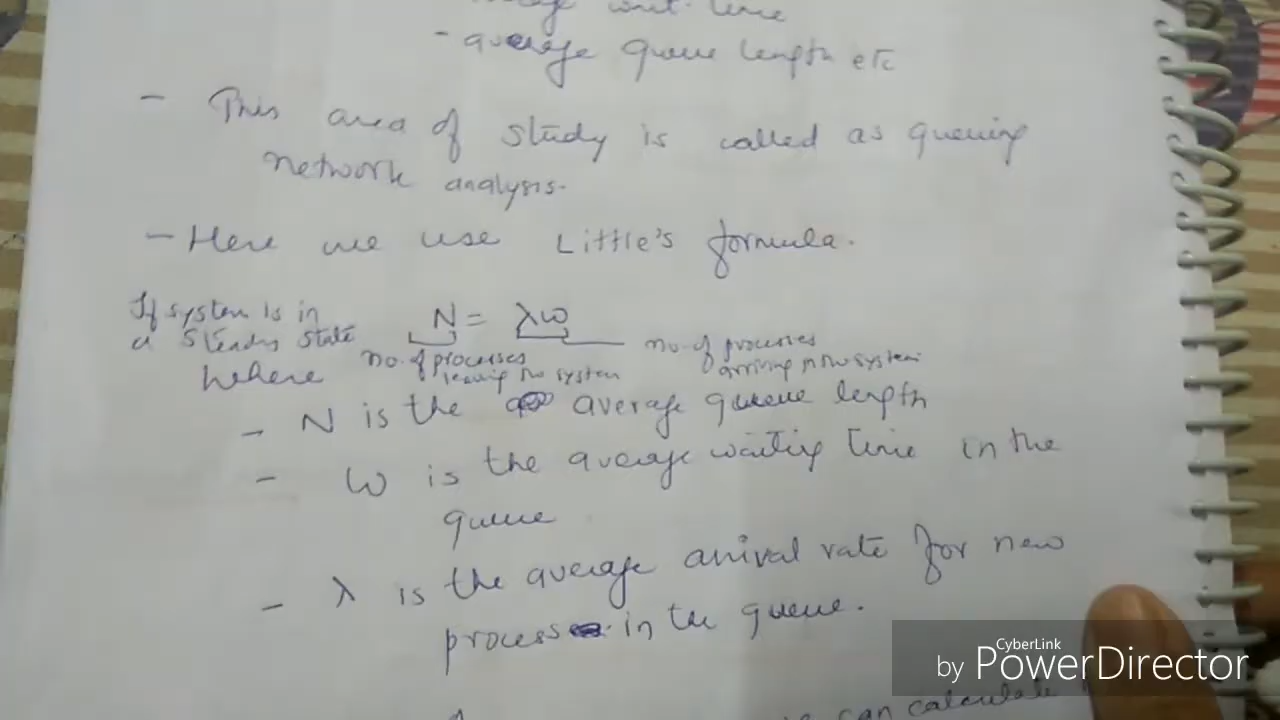 wait time
- average queue length etc
- This area of study is called as queuing
network analysis.
- Here we use Little's formula.
If system is in
a steady state
N = λω
no. of processes
leaving the system
no. of processes
arriving in the system
where
- N is the average queue length
- ω is the average waiting time in the
queue
- λ is the average arrival rate for new
process in the queue.
can calculate
CyberLink
by PowerDirector